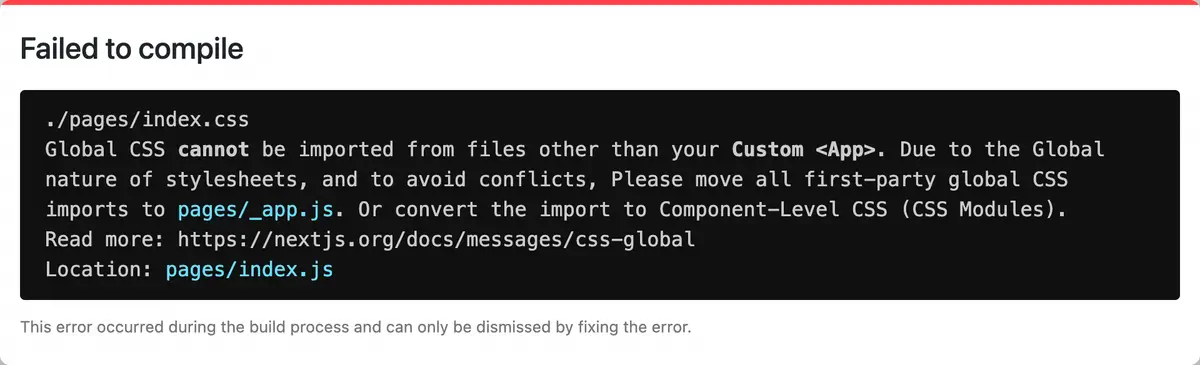 Failed to compile
./pages/index.css
Global CSS cannot be imported from files other than your Custom <App>. Due to the Global
nature of stylesheets, and to avoid conflicts, Please move all first-party global CSS
imports to pages/_app.js. Or convert the import to Component-Level CSS (CSS Modules).
Read more: https://nextjs.org/docs/messages/css-global
Location: pages/index.js
This error occurred during the build process and can only be dismissed by fixing the error.